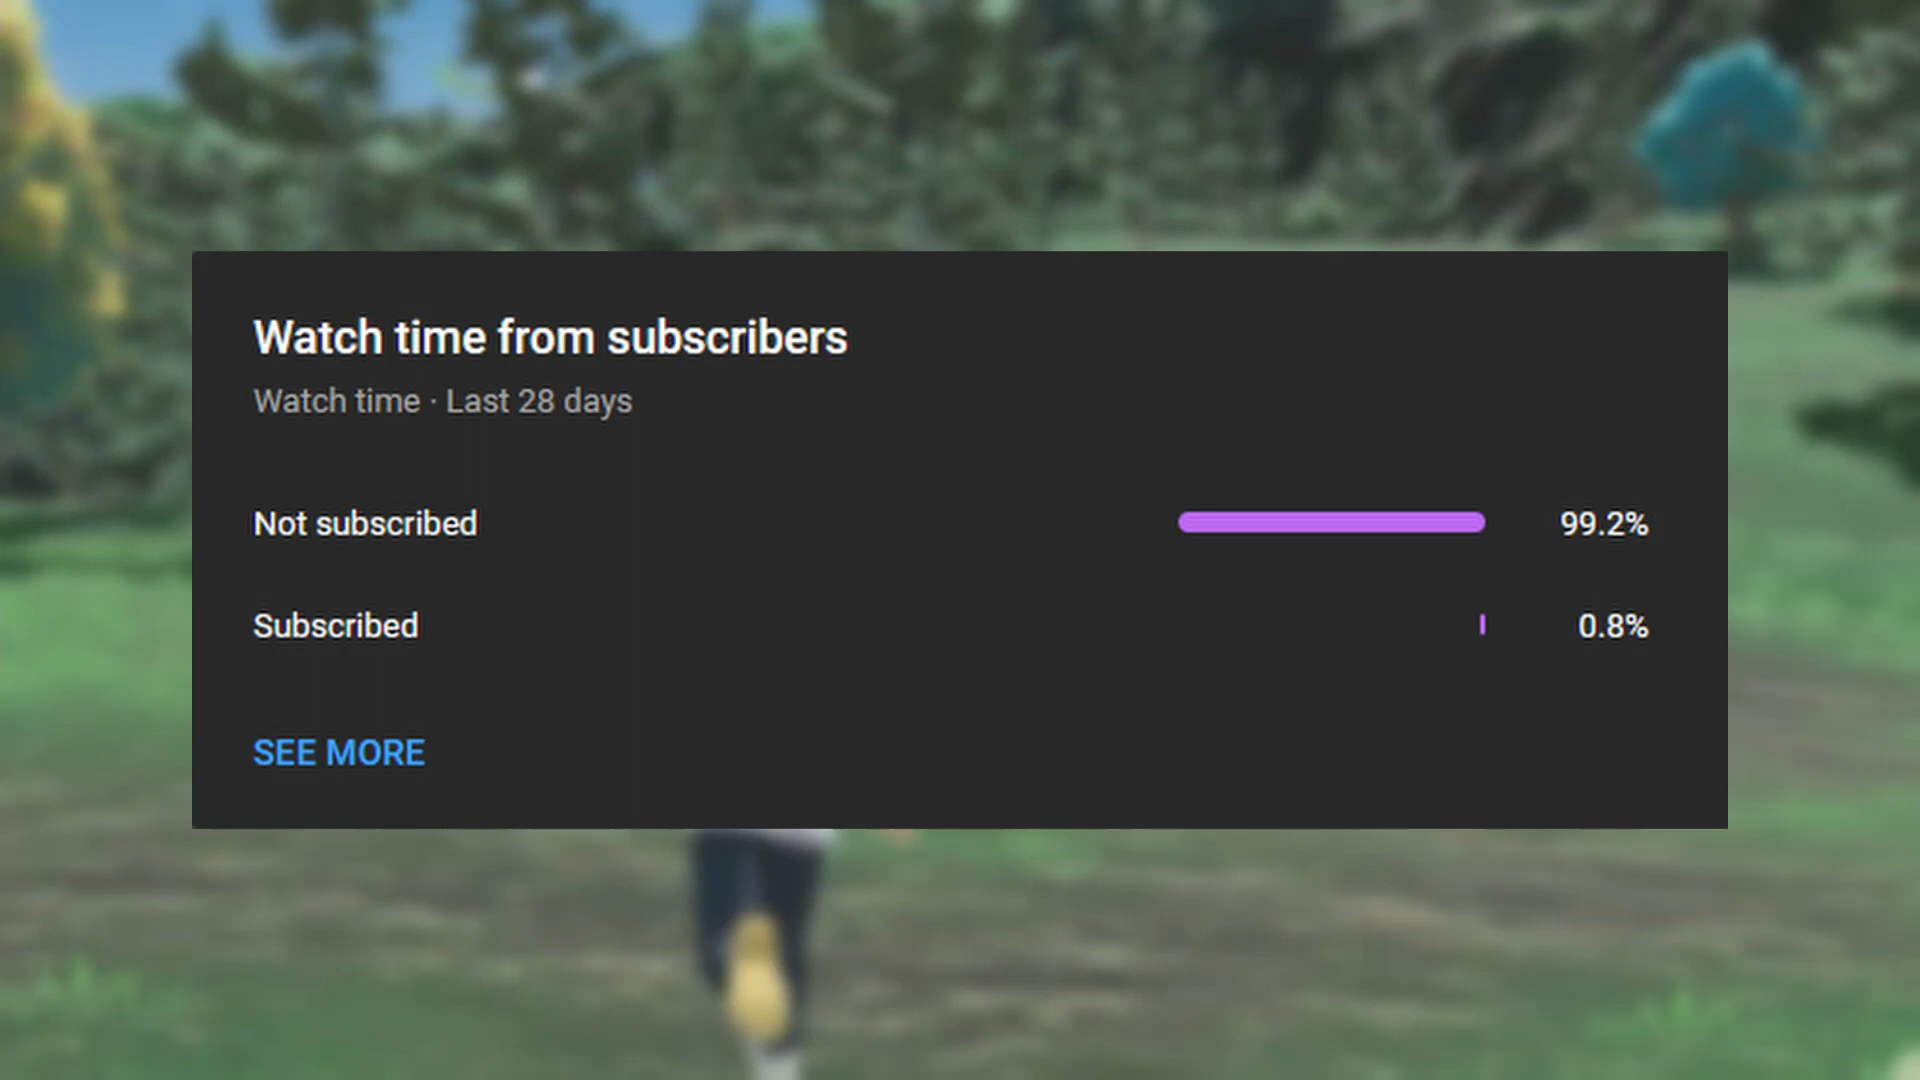 Watch time from subscribers
Watch time · Last 28 days
Not subscribed 99.2%
Subscribed 0.8%
SEE MORE